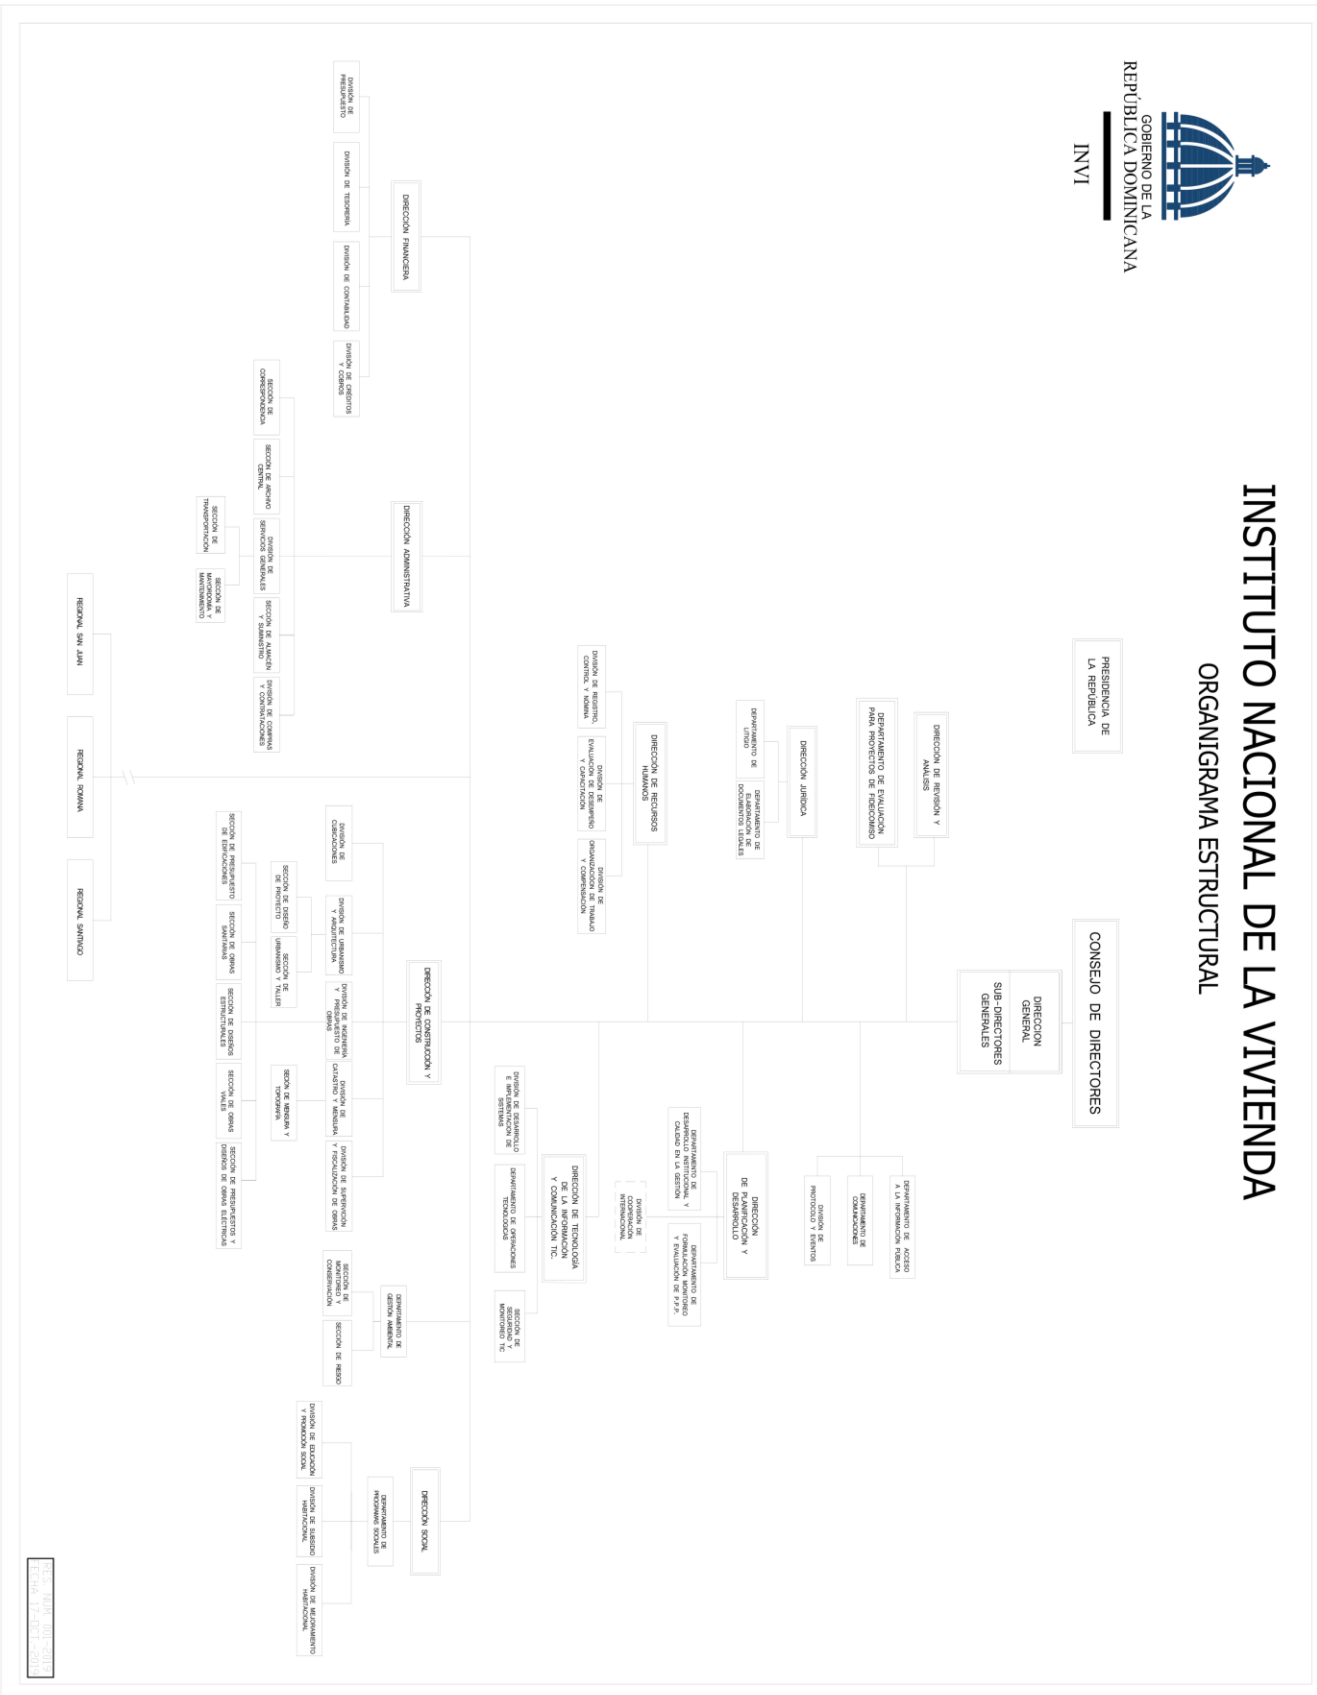 GOBIERNO DE LA
REPÚBLICA DOMINICANA
INVI
INSTITUTO NACIONAL DE LA VIVIENDA
ORGANIGRAMA ESTRUCTURAL
PRESIDENCIA DE
LA REPÚBLICA
CONSEJO DE DIRECTORES
DIRECCION
GENERAL
SUB-DIRECTORES
GENERALES
DIRECCIÓN DE REVISIÓN Y
ANÁLISIS
DEPARTAMENTO DE EVALUACIÓN
PARA PROYECTOS DE FIDEICOMISO
DEPARTAMENTO DE ACCESO
A LA INFORMACIÓN PÚBLICA
DEPARTAMENTO DE
COMUNICACIONES
DIVISIÓN DE
PROTOCOLO Y EVENTOS
DIRECCIÓN JURÍDICA
DEPARTAMENTO DE
LITIGIO
DEPARTAMENTO DE
ELABORACIÓN DE
DOCUMENTOS LEGALES
DIRECCIÓN
DE PLANIFICACIÓN Y
DESARROLLO
DEPARTAMENTO DE
DESARROLLO INSTITUCIONAL Y
CALIDAD EN LA GESTIÓN
DEPARTAMENTO DE
FORMULACIÓN MONITOREO
Y EVALUACIÓN DE P.P.P.
DIVISIÓN DE
COOPERACIÓN
INTERNACIONAL
DIRECCIÓN DE RECURSOS
HUMANOS
DIVISIÓN DE REGISTRO,
CONTROL Y NÓMINA
DIVISIÓN DE
EVALUACIÓN DE DESEMPEÑO
Y CAPACITACIÓN
DIVISIÓN DE
ORGANIZACIÓON DE TRABAJO
Y COMPENSACIÓN
DIRECCIÓN DE TECNOLOGÍA
DE LA INFORMACIÓN
Y COMUNICACIÓN TIC.
DIVISIÓN DE DESARROLLO
E IMPLEMENTACION DE
SISTEMAS
DEPARTAMENTO DE OPERACIONES
TECNOLOGICAS
SECCIÓN DE
SEGURIDAD Y
MONITOREO TIC
DIRECCIÓN FINANCIERA
DIVISIÓN DE
PRESUPUESTO
DIVISIÓN DE TESORERÍA
DIVISIÓN DE CONTABILIDAD
DIVISIÓN DE CRÉDITOS
Y COBROS
DIRECCIÓN ADMINISTRATIVA
SECCIÓN DE
CORRESPONDENCIA
SECCIÓN DE ARCHIVO
CENTRAL
DIVISIÓN DE
SERVICIOS GENERALES
SECCIÓN DE ALMACÉN
Y SUMINISTRO
DIVISIÓN DE COMPRAS
Y CONTRATACIONES
SECCIÓN DE
TRANSPORTACIÓN
SECCIÓN DE
MAYORDOMÍA Y
MANTENIMIENTO
DIRECCIÓN DE CONSTRUCCIÓN Y
PROYECTOS
DIVISIÓN DE
CUBICACIONES
DIVISIÓN DE URBANISMO
Y ARQUITECTURA
DIVISIÓN DE INGENIERÍA
Y PRESUPUESTO DE
OBRAS
DIVISIÓN DE
CATASTRO Y MENSURA
DIVISIÓN DE SUPERVICIÓN
Y FISCALIZACIÓN DE OBRAS
SECCIÓN DE DISEÑO
DE PROYECTO
SECCIÓN DE
URBANISMO Y TALLER
SECIÓN DE MENSURA Y
TOPOGRAFÍA
SECCIÓN DE PRESUPUESTO
DE EDIFICACIONES
SECCIÓN DE OBRAS
SANITARIAS
SECCIÓN DE DISEÑOS
ESTRUCTURALES
SECCIÓN DE OBRAS
VIALES
SECCIÓN DE PRESUPUESTOS Y
DISEÑOS DE OBRAS ELÉCTRICAS
DEPARTAMENTO DE
GESTIÓN AMBIENTAL
SECCIÓN DE
MONITOREO Y
CONSERVACIÓN
SECCIÓN DE RIESGO
DIRECCIÓN SOCIAL
DEPARTAMENTO DE
PROGRAMAS SOCIALES
DIVISIÓN DE EDUCACIÓN
Y PROMOCIÓN SOCIAL
DIVISIÓN DE SUBSIDIO
HABITACIONAL
DIVISIÓN DE MEJORAMIENTO
HABITACIONAL
REGIONAL SAN JUAN
REGIONAL ROMANA
REGIONAL SANTIAGO
FECHA 17-OCT-2019